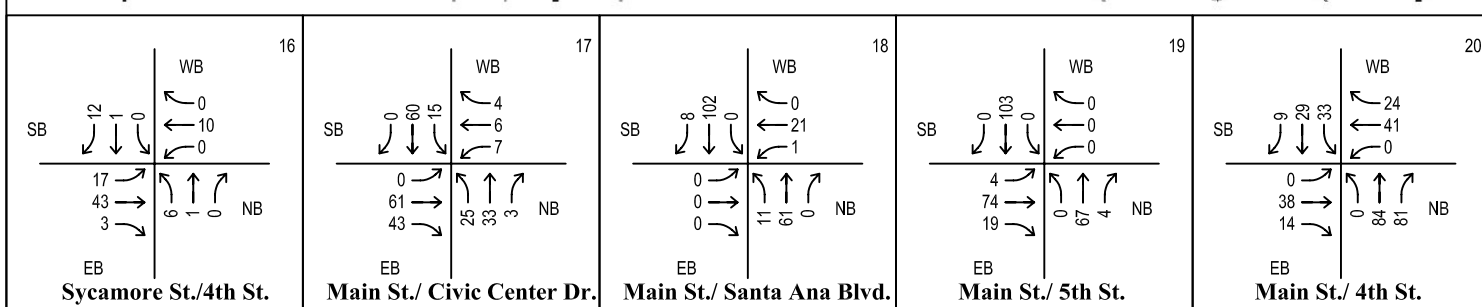 16
WB
SB
12 1 0
0
10
0
17
43
3
6 1 0
NB
EB
Sycamore St./4th St.
17
WB
SB
0 60 15
4
6
7
0
61
43
25 33 3
NB
EB
Main St./ Civic Center Dr.
18
WB
SB
8 102 0
0
21
1
0
0
0
11 61 0
NB
EB
Main St./ Santa Ana Blvd.
19
WB
SB
0 103 0
0
0
0
4
74
19
0 67 4
NB
EB
Main St./ 5th St.
20
WB
SB
9 29 33
24
41
0
0
38
14
0 84 81
NB
EB
Main St./ 4th St.